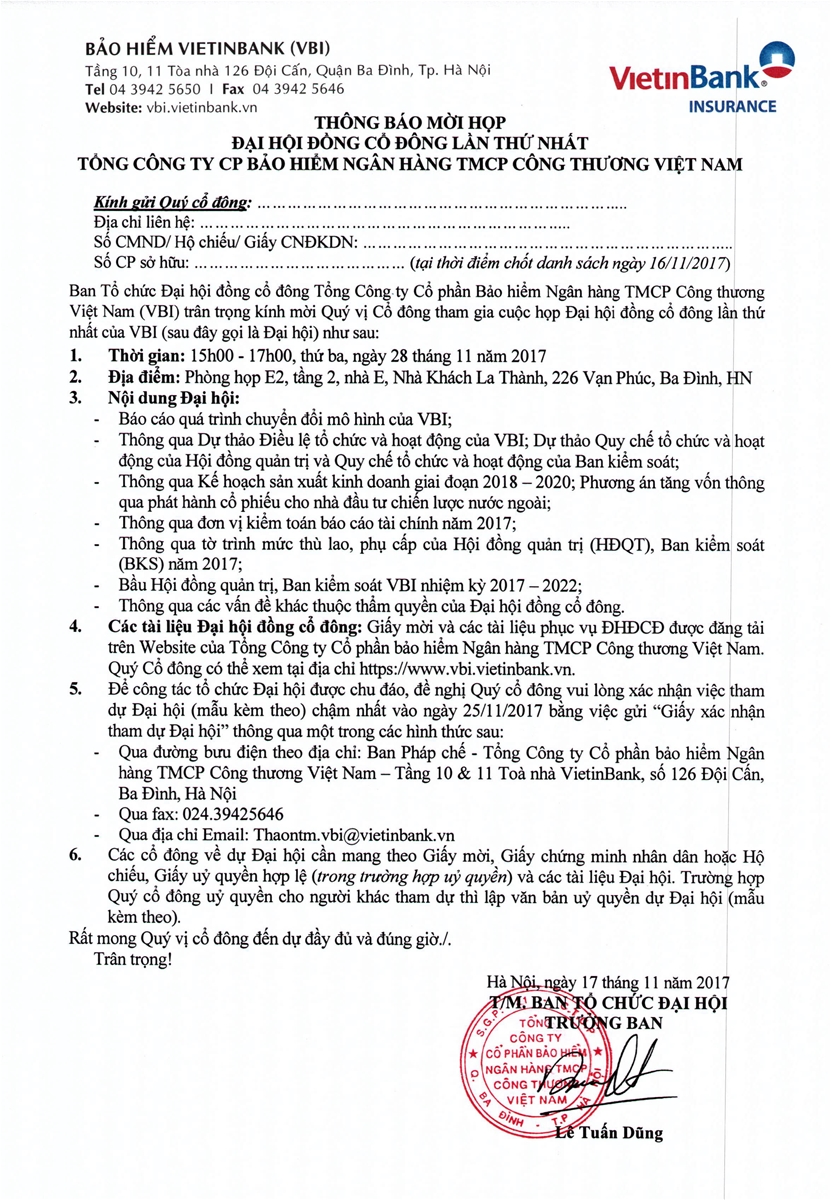 BẢO HIỂM VIETINBANK (VBI)
Tầng 10, 11 Tòa nhà 126 Đội Cấn, Quận Ba Đình, Tp. Hà Nội
Tel 04 3942 5650 I Fax 04 3942 5646
Website: vbi.vietinbank.vn
VietinBank
INSURANCE
THÔNG BÁO MỜI HỌP
ĐẠI HỘI ĐỒNG CỔ ĐÔNG LẦN THỨ NHẤT
TỔNG CÔNG TY CP BẢO HIỂM NGÂN HÀNG TMCP CÔNG THƯƠNG VIỆT NAM
Kính gửi Quý cổ đông: ..............................
Địa chỉ liên hệ: ..............................
Số CMND/ Hộ chiếu/ Giấy CNĐKDN: ..............................
Số CP sở hữu: .............................. (tại thời điểm chốt danh sách ngày 16/11/2017)
Ban Tổ chức Đại hội đồng cổ đông Tổng Công ty Cổ phần Bảo hiểm Ngân hàng TMCP Công thương
Việt Nam (VBI) trân trọng kính mời Quý vị Cổ đông tham gia cuộc họp Đại hội đồng cổ đông lần thứ
nhất của VBI (sau đây gọi là Đại hội) như sau:
1. Thời gian: 15h00 - 17h00, thứ ba, ngày 28 tháng 11 năm 2017
2. Địa điểm: Phòng họp E2, tầng 2, nhà E, Nhà Khách La Thành, 226 Vạn Phúc, Ba Đình, HN
3. Nội dung Đại hội:
- Báo cáo quá trình chuyển đổi mô hình của VBI;
- Thông qua Dự thảo Điều lệ tổ chức và hoạt động của VBI; Dự thảo Quy chế tổ chức và hoạt
động của Hội đồng quản trị và Quy chế tổ chức và hoạt động của Ban kiểm soát;
- Thông qua Kế hoạch sản xuất kinh doanh giai đoạn 2018 – 2020; Phương án tăng vốn thông
qua phát hành cổ phiếu cho nhà đầu tư chiến lược nước ngoài;
- Thông qua đơn vị kiểm toán báo cáo tài chính năm 2017;
- Thông qua tờ trình mức thù lao, phụ cấp của Hội đồng quản trị (HĐQT), Ban kiểm soát
(BKS) năm 2017;
- Bầu Hội đồng quản trị, Ban kiểm soát VBI nhiệm kỳ 2017 – 2022;
- Thông qua các vấn đề khác thuộc thẩm quyền của Đại hội đồng cổ đông.
4. Các tài liệu Đại hội đồng cổ đông: Giấy mời và các tài liệu phục vụ ĐHĐCĐ được đăng tải
trên Website của Tổng Công ty Cổ phần bảo hiểm Ngân hàng TMCP Công thương Việt Nam.
Quý Cổ đông có thể xem tại địa chỉ https://www.vbi.vietinbank.vn.
5. Để công tác tổ chức Đại hội được chu đáo, đề nghị Quý cổ đông vui lòng xác nhận việc tham
dự Đại hội (mẫu kèm theo) chậm nhất vào ngày 25/11/2017 bằng việc gửi “Giấy xác nhận
tham dự Đại hội” thông qua một trong các hình thức sau:
- Qua đường bưu điện theo địa chỉ: Ban Pháp chế - Tổng Công ty Cổ phần bảo hiểm Ngân
hàng TMCP Công thương Việt Nam – Tầng 10 & 11 Toà nhà VietinBank, số 126 Đội Cấn,
Ba Đình, Hà Nội
- Qua fax: 024.39425646
- Qua địa chỉ Email: Thaontm.vbi@vietinbank.vn
6. Các cổ đông về dự Đại hội cần mang theo Giấy mời, Giấy chứng minh nhân dân hoặc Hộ
chiếu, Giấy uỷ quyền hợp lệ (trong trường hợp uỷ quyền) và các tài liệu Đại hội. Trường hợp
Quý cổ đông uỷ quyền cho người khác tham dự thì lập văn bản uỷ quyền dự Đại hội (mẫu
kèm theo).
Rất mong Quý vị cổ đông đến dự đầy đủ và đúng giờ./.
Trân trọng!
Hà Nội, ngày 17 tháng 11 năm 2017
T/M. BAN TỔ CHỨC ĐẠI HỘI
TRƯỞNG BAN
TỔNG
CÔNG TY
CỔ PHẦN BẢO HIỂM
NGÂN HÀNG TMCP
CÔNG THƯƠNG
VIỆT NAM
Q. BA ĐÌNH - T.P HÀ NỘI
Lê Tuấn Dũng